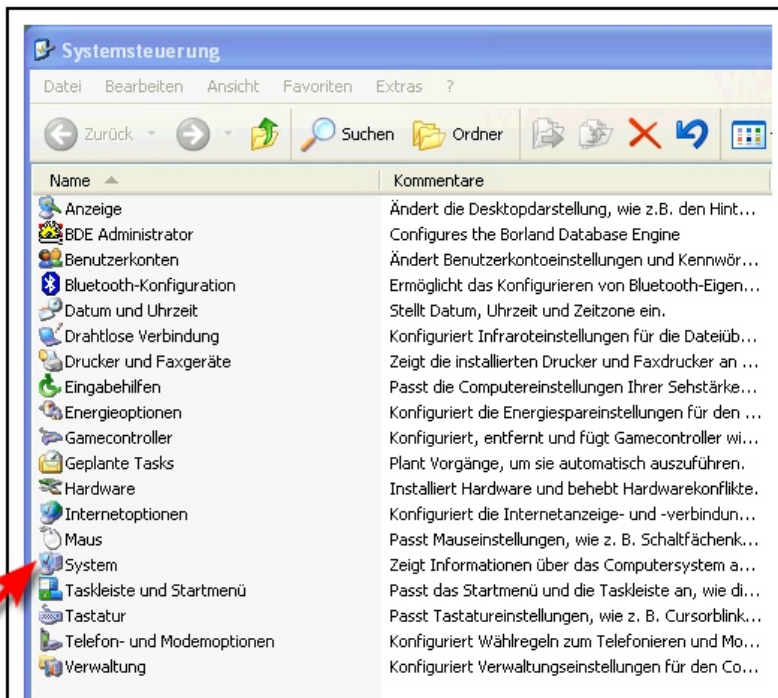 Systemsteuerung
Datei Bearbeiten Ansicht Favoriten Extras ?
Zurück Suchen Ordner
Name Kommentare
Anzeige Ändert die Desktopdarstellung, wie z.B. den Hint...
BDE Administrator Configures the Borland Database Engine
Benutzerkonten Ändert Benutzerkontoeinstellungen und Kennwör...
Bluetooth-Konfiguration Ermöglicht das Konfigurieren von Bluetooth-Eigen...
Datum und Uhrzeit Stellt Datum, Uhrzeit und Zeitzone ein.
Drahtlose Verbindung Konfiguriert Infraroteinstellungen für die Dateiüb...
Drucker und Faxgeräte Zeigt die installierten Drucker und Faxdrucker an ...
Eingabehilfen Passt die Computereinstellungen Ihrer Sehstärke...
Energieoptionen Konfiguriert die Energiespareinstellungen für den ...
Gamecontroller Konfiguriert, entfernt und fügt Gamecontroller wi...
Geplante Tasks Plant Vorgänge, um sie automatisch auszuführen.
Hardware Installiert Hardware und behebt Hardwarekonflikte.
Internetoptionen Konfiguriert die Internetanzeige- und -verbindun...
Maus Passt Mauseinstellungen, wie z. B. Schaltfächenk...
System Zeigt Informationen über das Computersystem a...
Taskleiste und Startmenü Passt das Startmenü und die Taskleiste an, wie di...
Tastatur Passt Tastatureinstellungen, wie z. B. Cursorblink...
Telefon- und Modemoptionen Konfiguriert Wählregeln zum Telefonieren und Mo...
Verwaltung Konfiguriert Verwaltungseinstellungen für den Co...